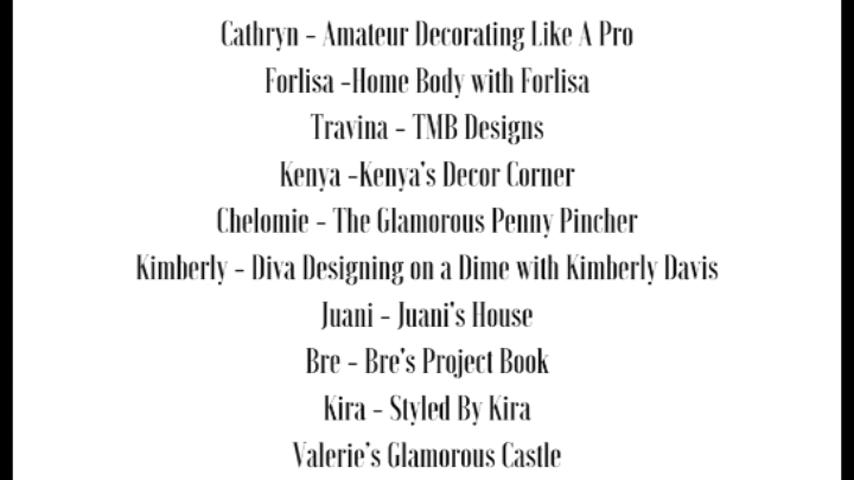 Cathryn - Amateur Decorating Like A Pro
Forlisa -Home Body with Forlisa
Travina - TMB Designs
Kenya -Kenya's Decor Corner
Chelomie - The Glamorous Penny Pincher
Kimberly - Diva Designing on a Dime with Kimberly Davis
Juani - Juani's House
Bre - Bre's Project Book
Kira - Styled By Kira
Valerie's Glamorous Castle